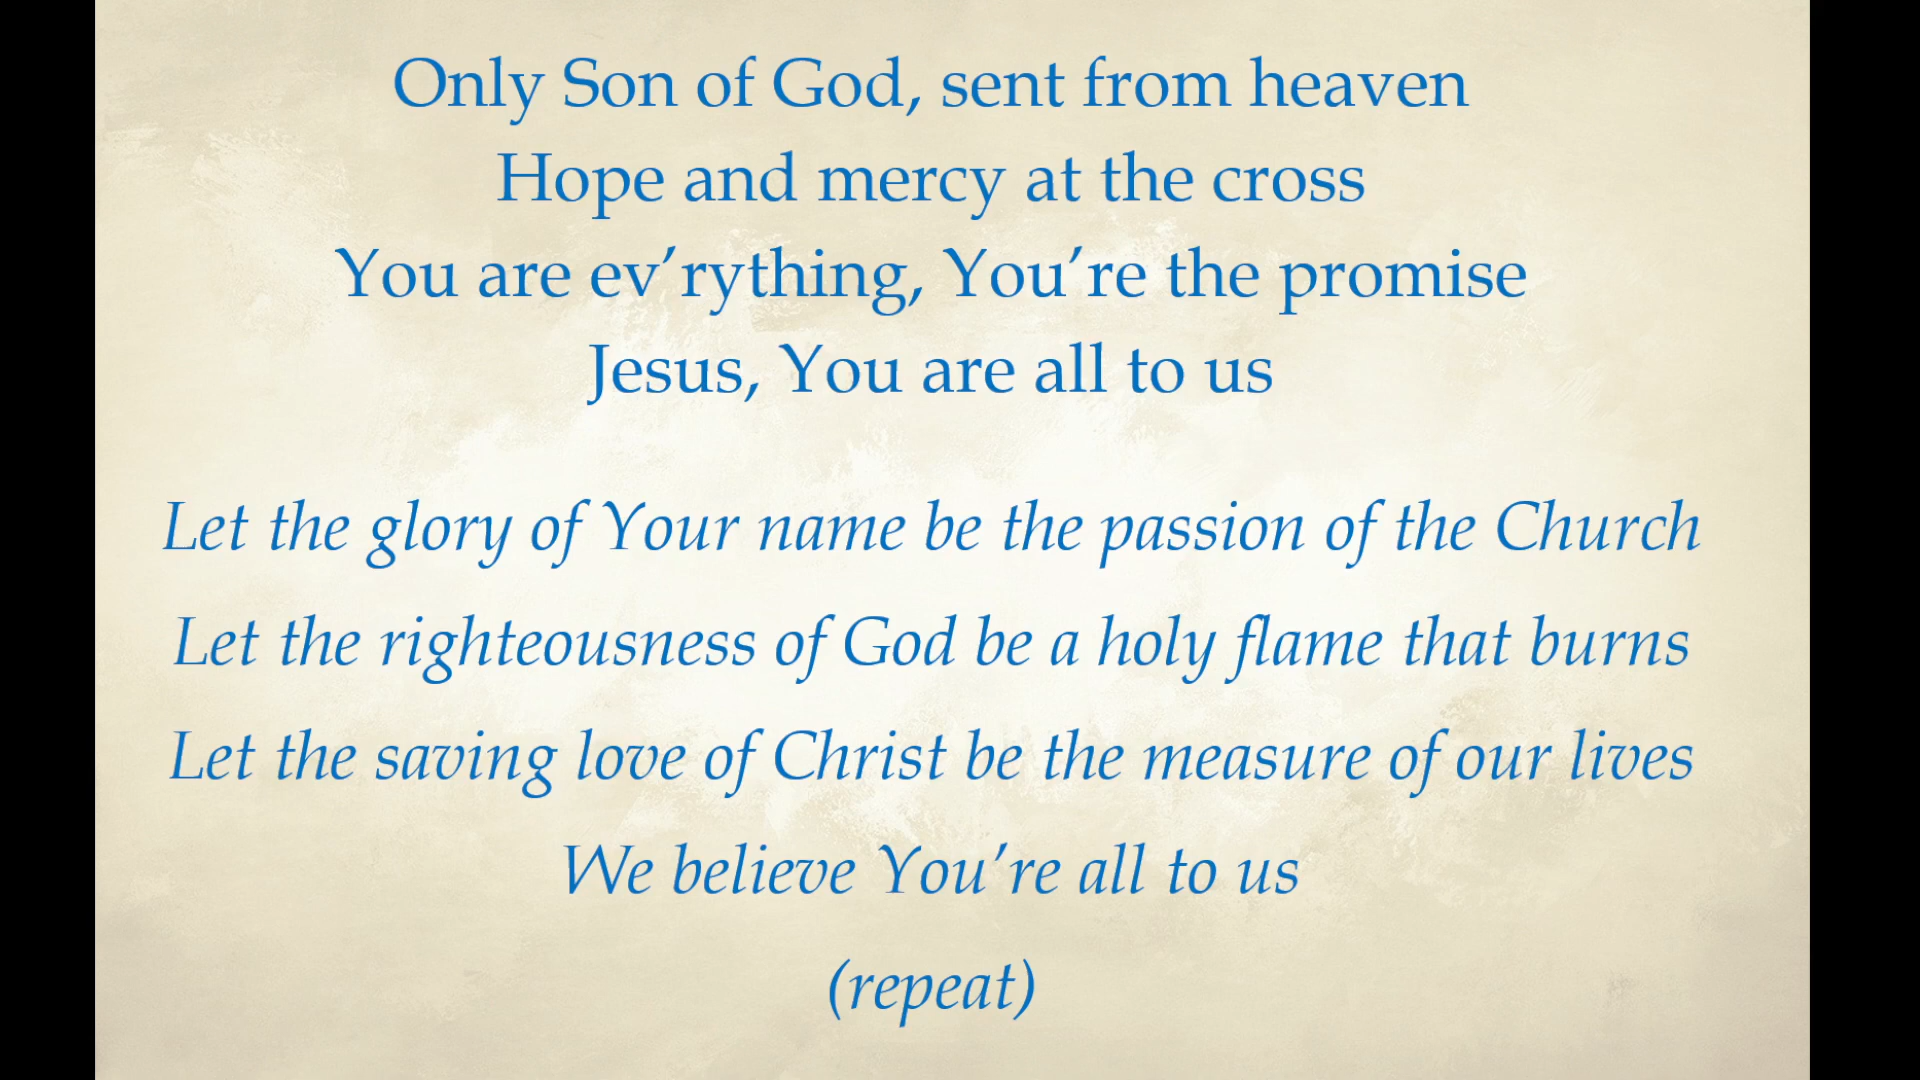 Only Son of God, sent from heaven
Hope and mercy at the cross
You are ev’rything, You’re the promise
Jesus, You are all to us
Let the glory of Your name be the passion of the Church
Let the righteousness of God be a holy flame that burns
Let the saving love of Christ be the measure of our lives
We believe You’re all to us
(repeat)